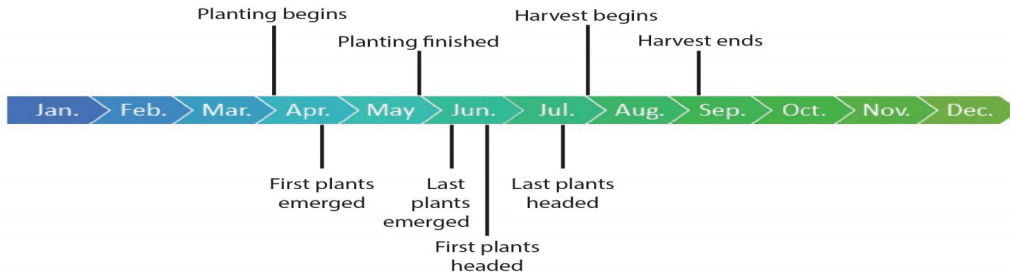 Planting begins
Planting finished
Harvest begins
Harvest ends
Jan. Feb. Mar. Apr. May Jun. Jul. Aug. Sep. Oct. Nov. Dec.
First plants
emerged
Last
plants
emerged
First plants
headed
Last plants
headed